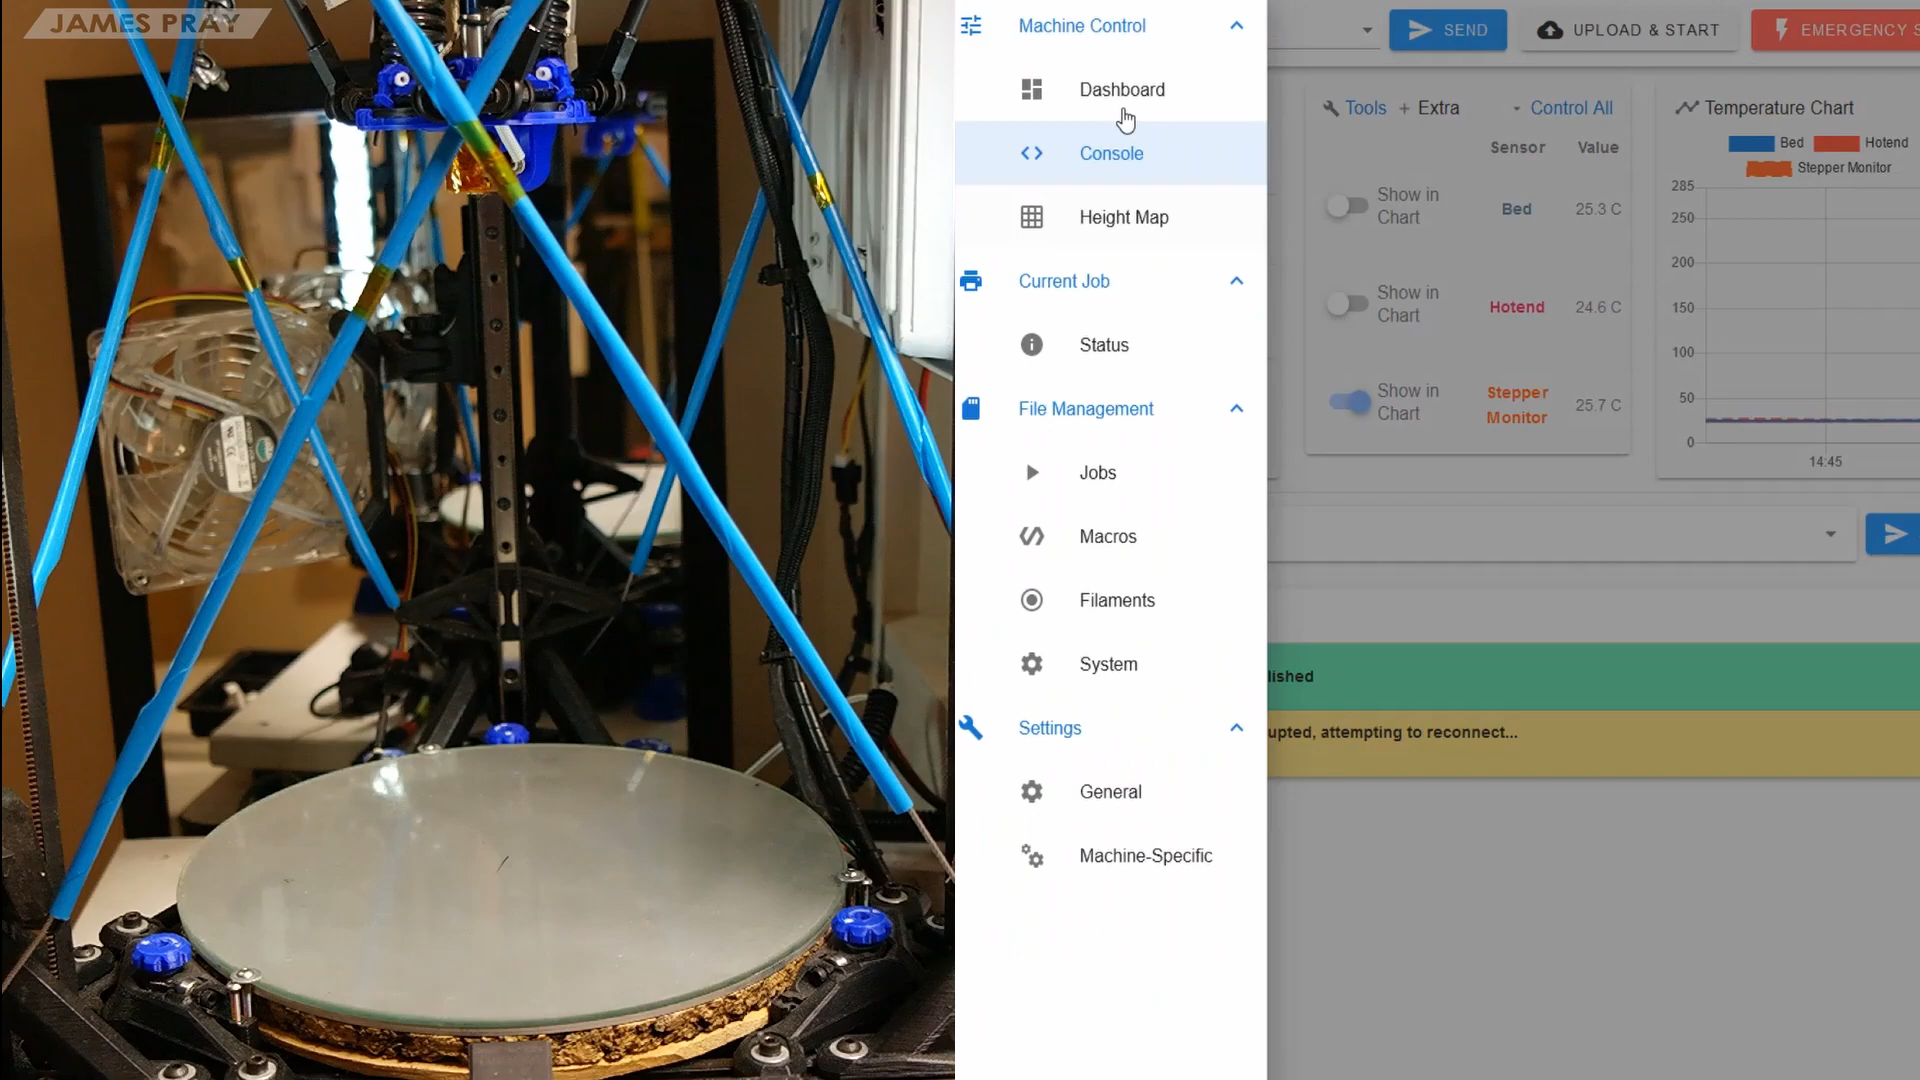 JAMES PRAY
Machine Control
Dashboard
Console
Height Map
Current Job
Status
File Management
Jobs
Macros
Filaments
System
Settings
General
Machine-Specific
SEND
UPLOAD & START
EMERGENCY S
Tools + Extra
Control All
Sensor Value
Show in
Chart
Bed
25.3 C
Show in
Chart
Hotend
24.6 C
Show in
Chart
Stepper
Monitor
25.7 C
Temperature Chart
Bed Hotend
Stepper Monitor
285
250
200
150
100
50
0
14:45
lished
upted, attempting to reconnect...